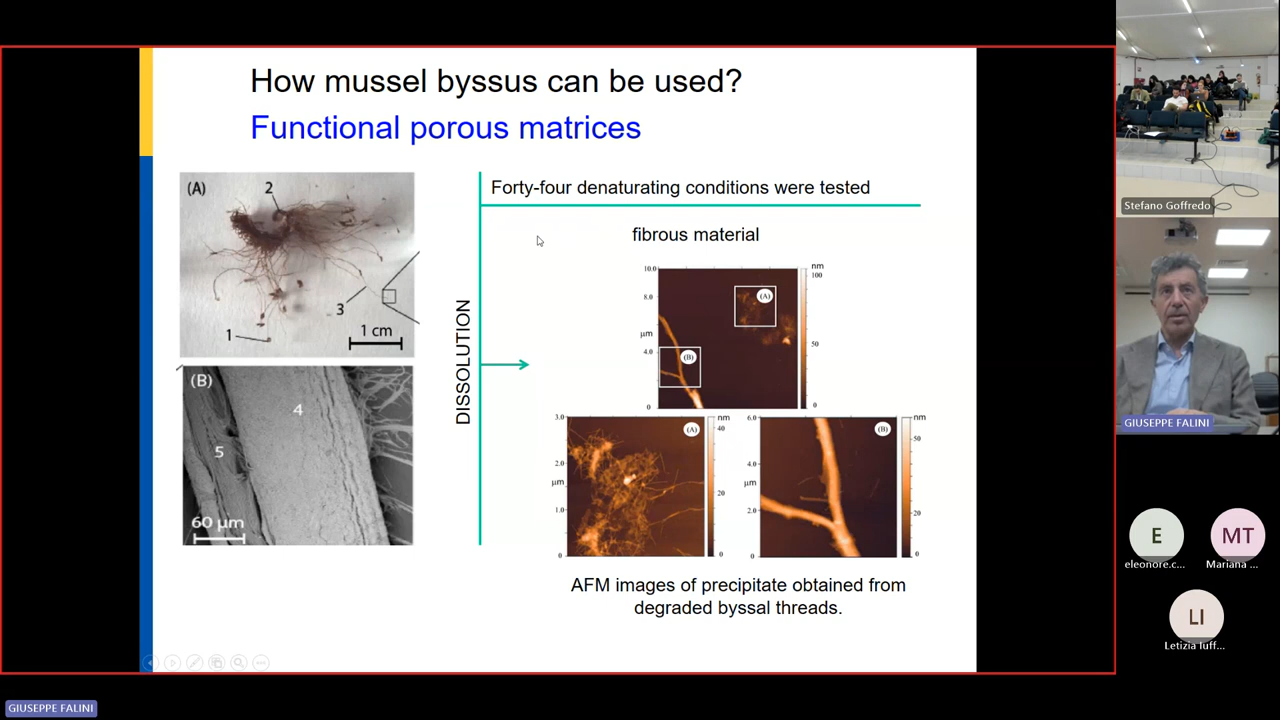 How mussel byssus can be used?
Functional porous matrices
(A)
2
3
1
1 cm
(B)
4
5
60 µm
DISSOLUTION
Forty-four denaturating conditions were tested
fibrous material
10.0
8.0
µm
4.0
0
(A)
(B)
nm
100
50
0
3.0
2.0
µm
1.0
0
(A)
nm
40
20
0
6.0
4.0
µm
2.0
0
(B)
nm
50
20
0
AFM images of precipitate obtained from
degraded byssal threads.
Stefano Goffredo
GIUSEPPE FALINI
E
eleonore.c...
MT
Mariana ...
LI
Letizia Iuff...
GIUSEPPE FALINI